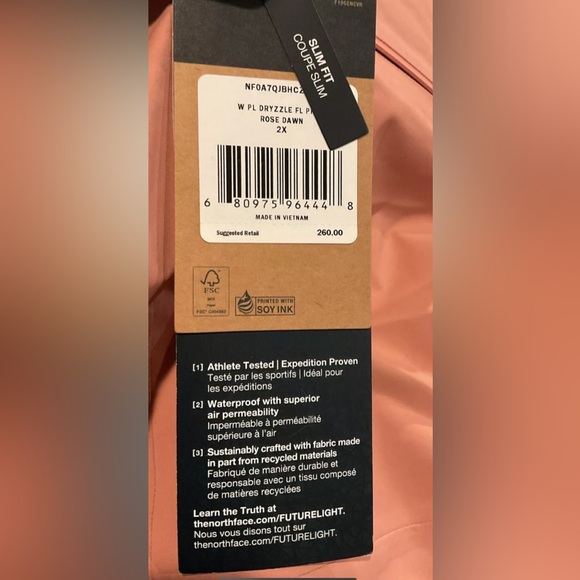 SLIM FIT
COUPE SLIM
NF0A7QJBHC
W PL DRYZZLE FL
ROSE DAWN
2X
6 80975 96444 8
MADE IN VIETNAM
Suggested Retail 260.00
FSC
MIX
Paper
PRINTED WITH
SOY INK
[1] Athlete Tested | Expedition Proven
Testé par les sportifs | Idéal pour
les expéditions
[2] Waterproof with superior
air permeability
Imperméable à perméabilité
supérieure à l'air
[3] Sustainably crafted with fabric made
in part from recycled materials
Fabriqué de manière durable et
responsable avec un tissu composé
de matières recyclées
Learn the Truth at
thenorthface.com/FUTURELIGHT.
Nous vous disons tout sur
thenorthface.com/FUTURELIGHT.